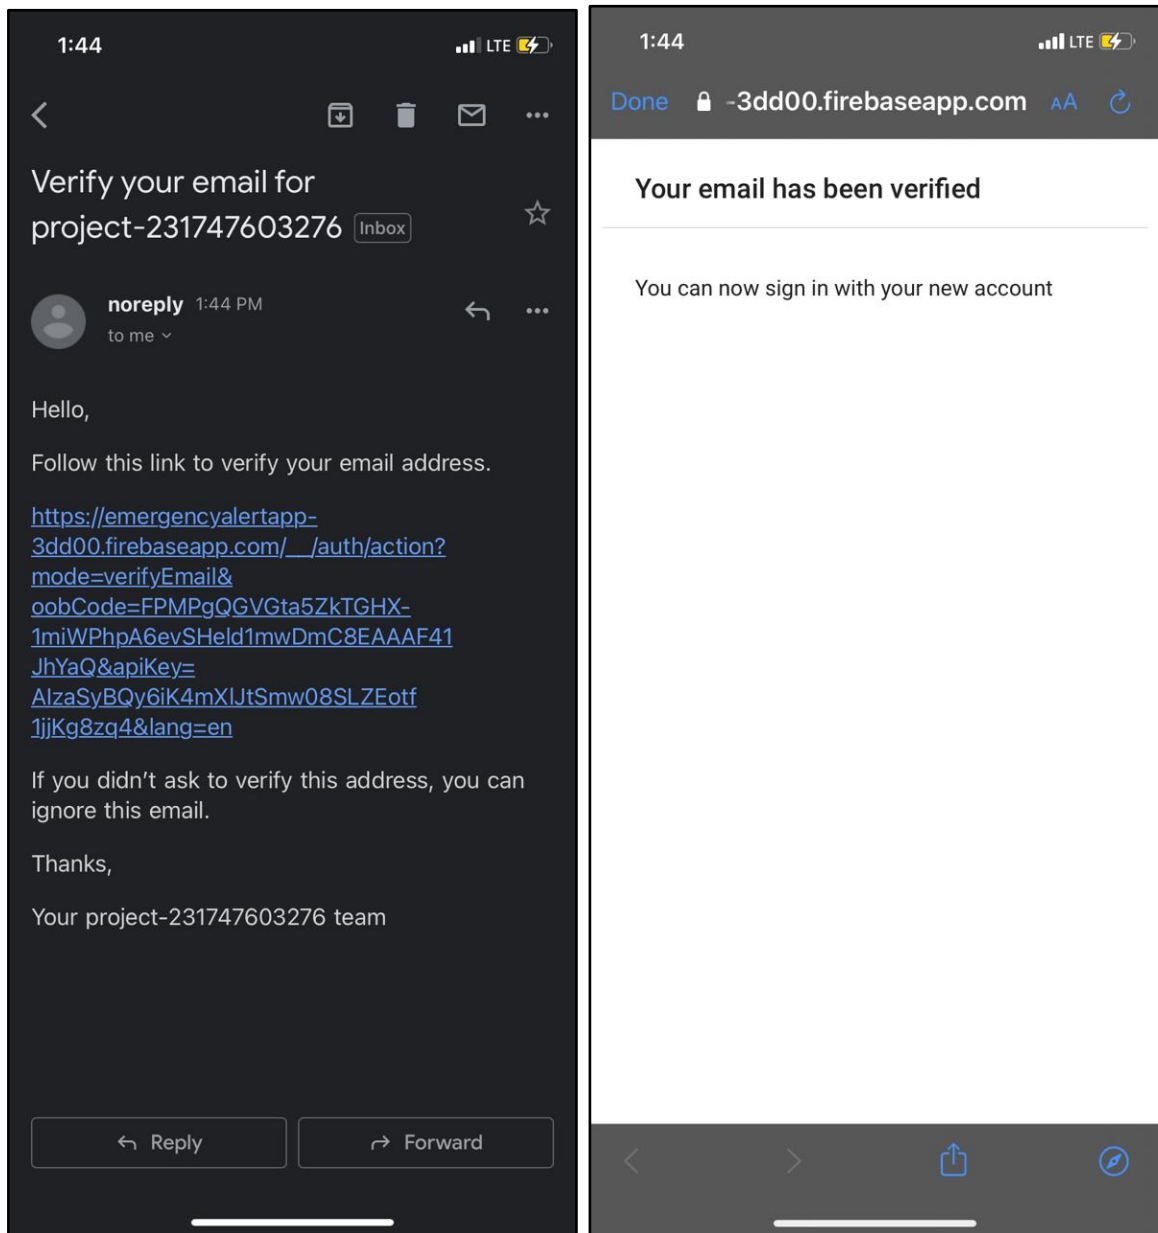 1:44
LTE
Verify your email for
project-231747603276 Inbox
noreply 1:44 PM
to me
Hello,
Follow this link to verify your email address.
https://emergencyalertapp-
3dd00.firebaseapp.com/__/auth/action?
mode=verifyEmail&
oobCode=FPMPgQGVGta5ZkTGHX-
1miWPhpA6evSHeld1mwDmC8EAAAF41
JhYaQ&apiKey=
AIzaSyBQy6iK4mXlJtSmw08SLZEotf
1jjKg8zq4&lang=en
If you didn’t ask to verify this address, you can
ignore this email.
Thanks,
Your project-231747603276 team
Reply
Forward
1:44
LTE
Done -3dd00.firebaseapp.com AA
Your email has been verified
You can now sign in with your new account